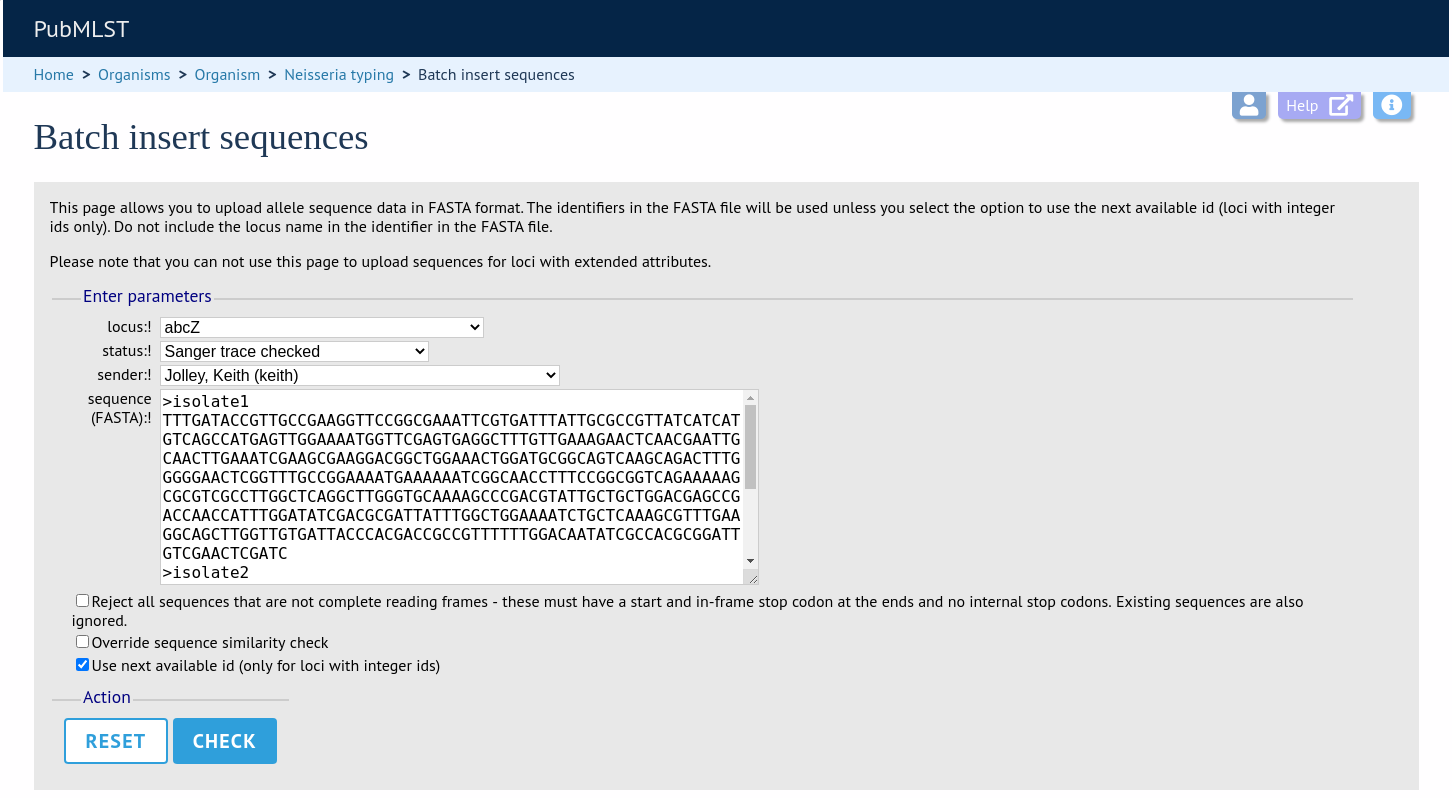 PubMLST
Home > Organisms > Organism > Neisseria typing > Batch insert sequences
Help
Batch insert sequences
This page allows you to upload allele sequence data in FASTA format. The identifiers in the FASTA file will be used unless you select the option to use the next available id (loci with integer
ids only). Do not include the locus name in the identifier in the FASTA file.
Please note that you can not use this page to upload sequences for loci with extended attributes.
Enter parameters
locus:! abcZ
status:! Sanger trace checked
sender:! Jolley, Keith (keith)
sequence
(FASTA):!
>isolate1
TTTGATACCGTTGCCGAAGGTTCCGGCGAAATTCGTGATTTATTGCGCCGTTATCATCAT
GTCAGCCATGAGTTGGAAAATGGTTCGAGTGAGGCTTTGTTGAAAGAACTCAACGAATTG
CAACTTGAAATCGAAGCGAAGGACGGCTGGAAACTGGATGCGGCAGTCAAGCAGACTTTG
GGGGAACTCGGTTTGCCGGAAAATGAAAAAATCGGCAACCTTTCCGGCGGTCAGAAAAAG
CGCGTCGCCTTGGCTCAGGCTTGGGTGCAAAAGCCCGACGTATTGCTGCTGGACGAGCCG
ACCAACCATTTGGATATCGACGCGATTATTTGGCTGGAAAATCTGCTCAAAGCGTTTGAA
GGCAGCTTGGTTGTGATTACCCACGACCGCCGTTTTTTGGACAATATCGCCACGCGGATT
GTCGAACTCGATC
>isolate2
Reject all sequences that are not complete reading frames - these must have a start and in-frame stop codon at the ends and no internal stop codons. Existing sequences are also
ignored.
Override sequence similarity check
Use next available id (only for loci with integer ids)
Action
RESET CHECK